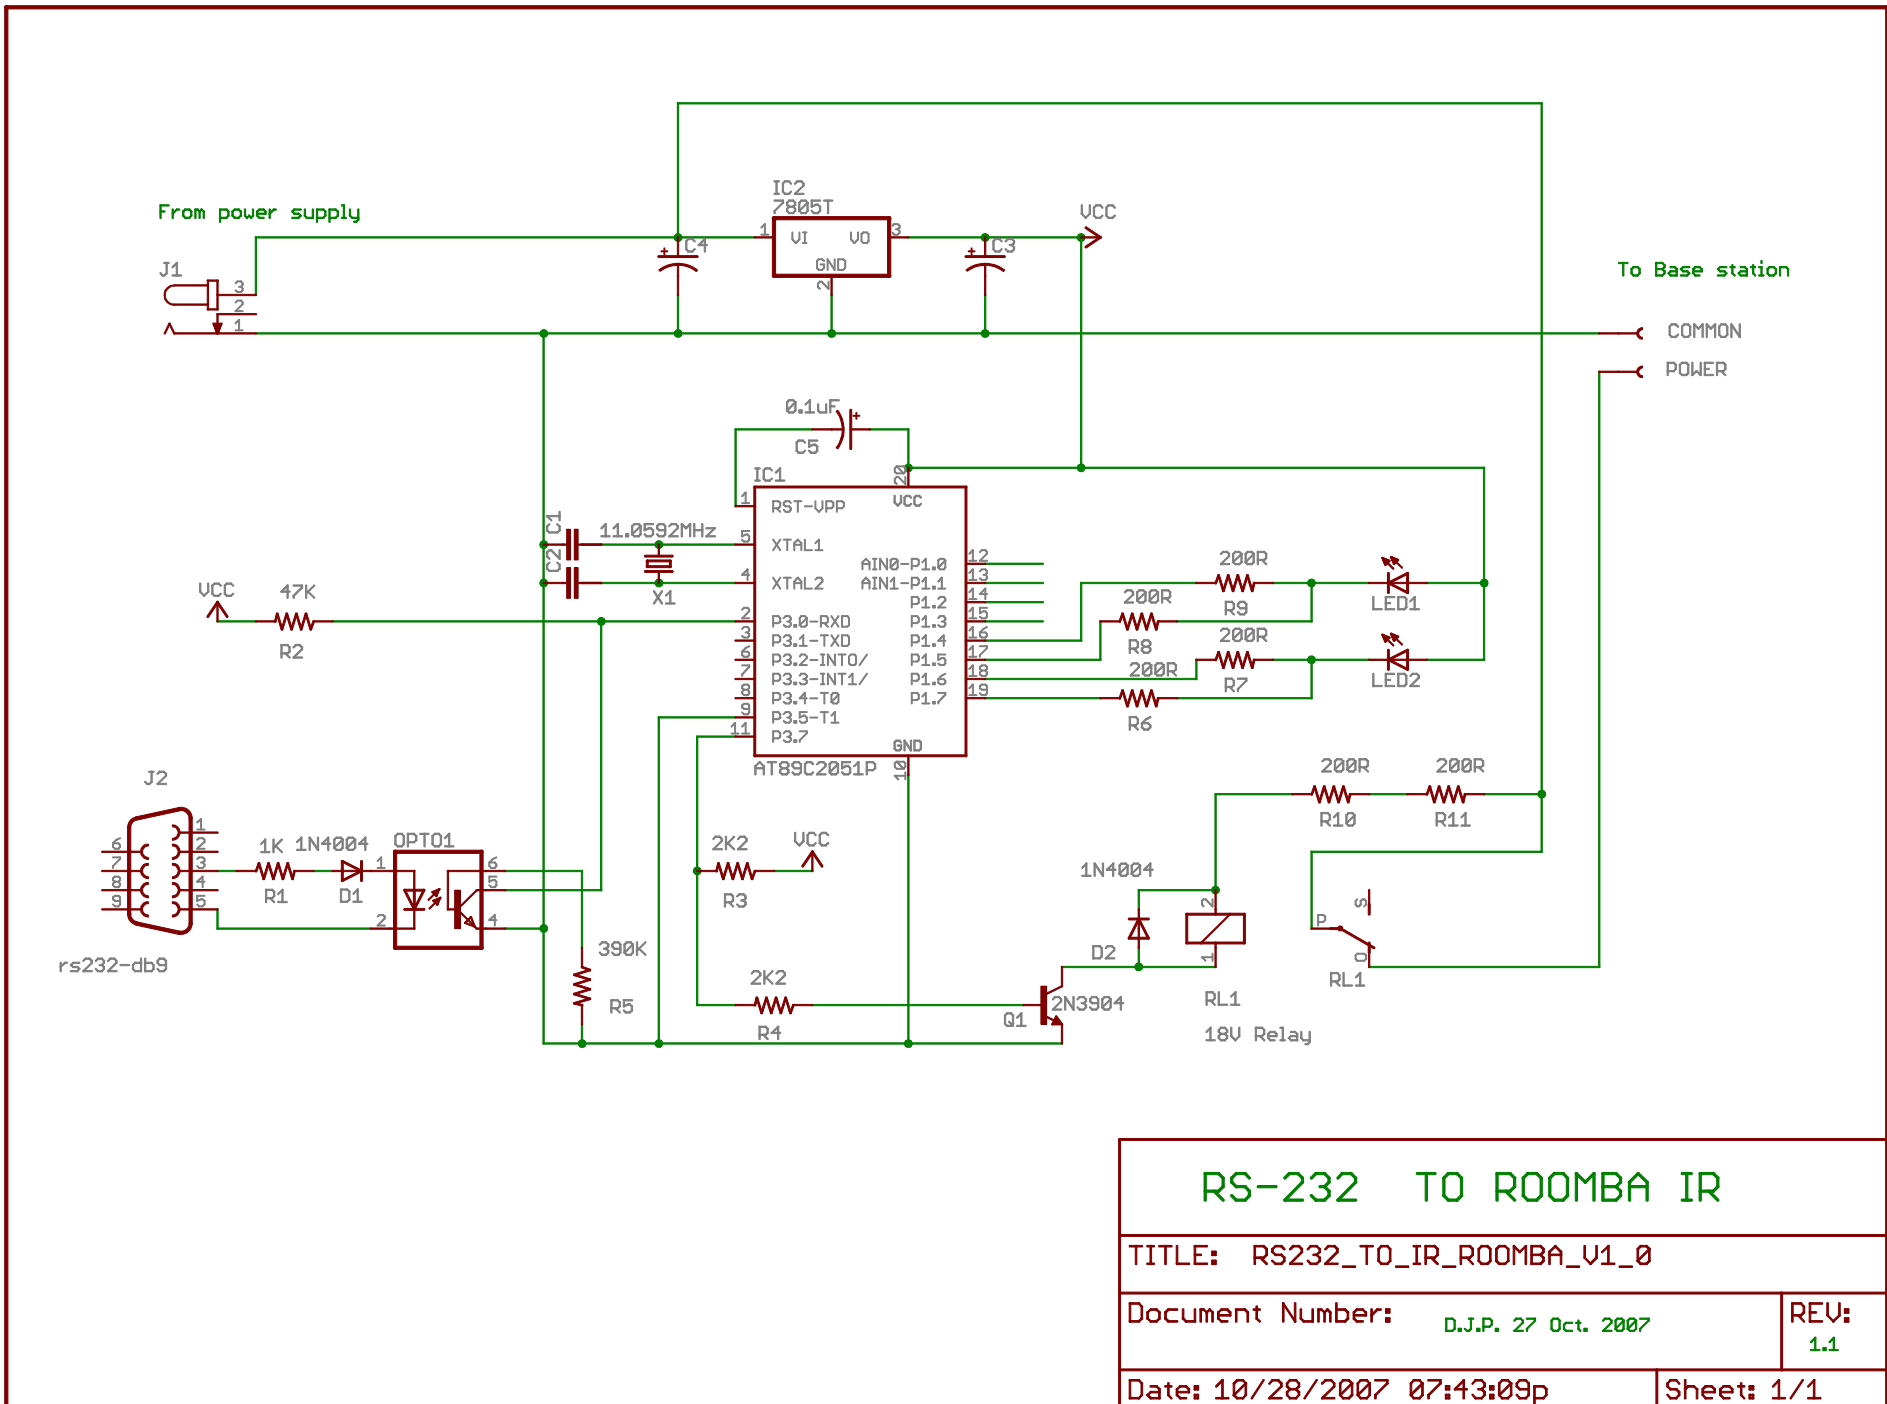 From power supply
J1
3
2
1
IC2
7805T
1
VI
VO
3
GND
2
C4
C3
VCC
To Base station
COMMON
POWER
0.1uF
C5
IC1
20
VCC
1
RST-VPP
C1
11.0592MHz
5
XTAL1
C2
4
XTAL2
X1
VCC
47K
R2
2
P3.0-RXD
3
P3.1-TXD
6
P3.2-INT0/
7
P3.3-INT1/
8
P3.4-T0
9
P3.5-T1
11
P3.7
AIN0-P1.0
12
AIN1-P1.1
13
P1.2
14
P1.3
15
P1.4
16
P1.5
17
P1.6
18
P1.7
19
GND
10
AT89C2051P
200R
R9
200R
R8
200R
R7
200R
R6
LED1
LED2
J2
1
6
2
7
3
8
4
9
5
rs232-db9
1K
R1
1N4004
D1
OPTO1
1
2
6
5
4
2K2
R3
VCC
390K
R5
2K2
R4
Q1
2N3904
1N4004
D2
2
1
RL1
18V Relay
200R
R10
200R
R11
P
S
O
RL1
RS-232 TO ROOMBA IR
TITLE: RS232_TO_IR_ROOMBA_V1_0
Document Number: D.J.P. 27 Oct. 2007
REV:
1.1
Date: 10/28/2007 07:43:09p
Sheet: 1/1